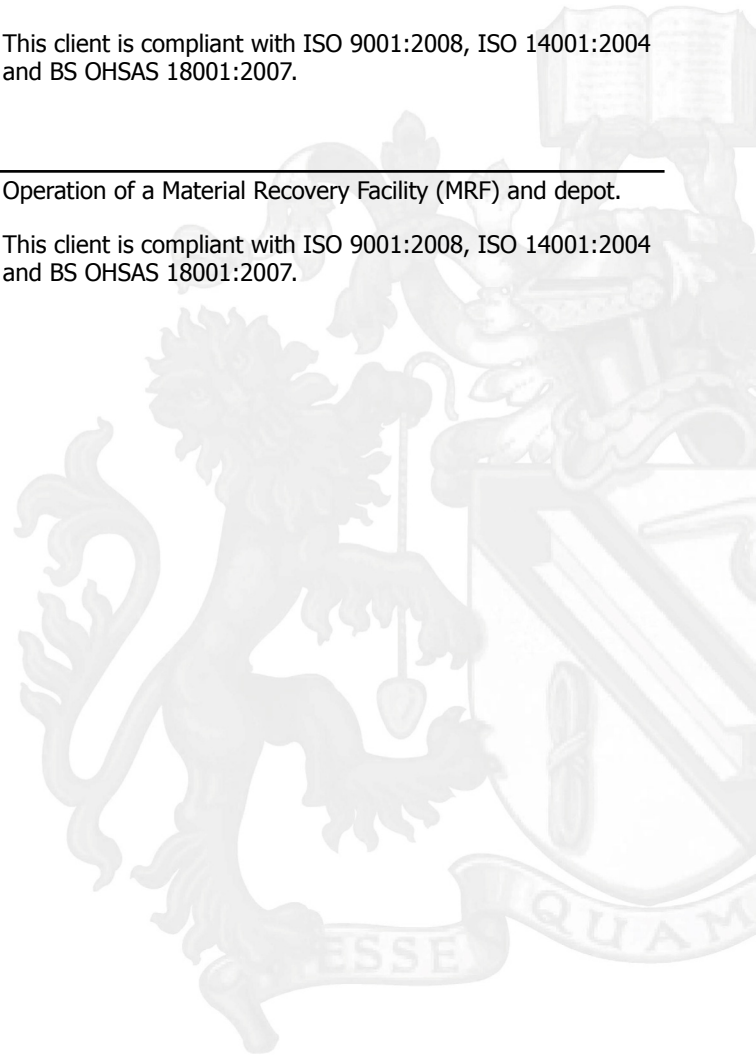 This client is compliant with ISO 9001:2008, ISO 14001:2004
and BS OHSAS 18001:2007.
Operation of a Material Recovery Facility (MRF) and depot.
This client is compliant with ISO 9001:2008, ISO 14001:2004
and BS OHSAS 18001:2007.
ESSE
QUAM